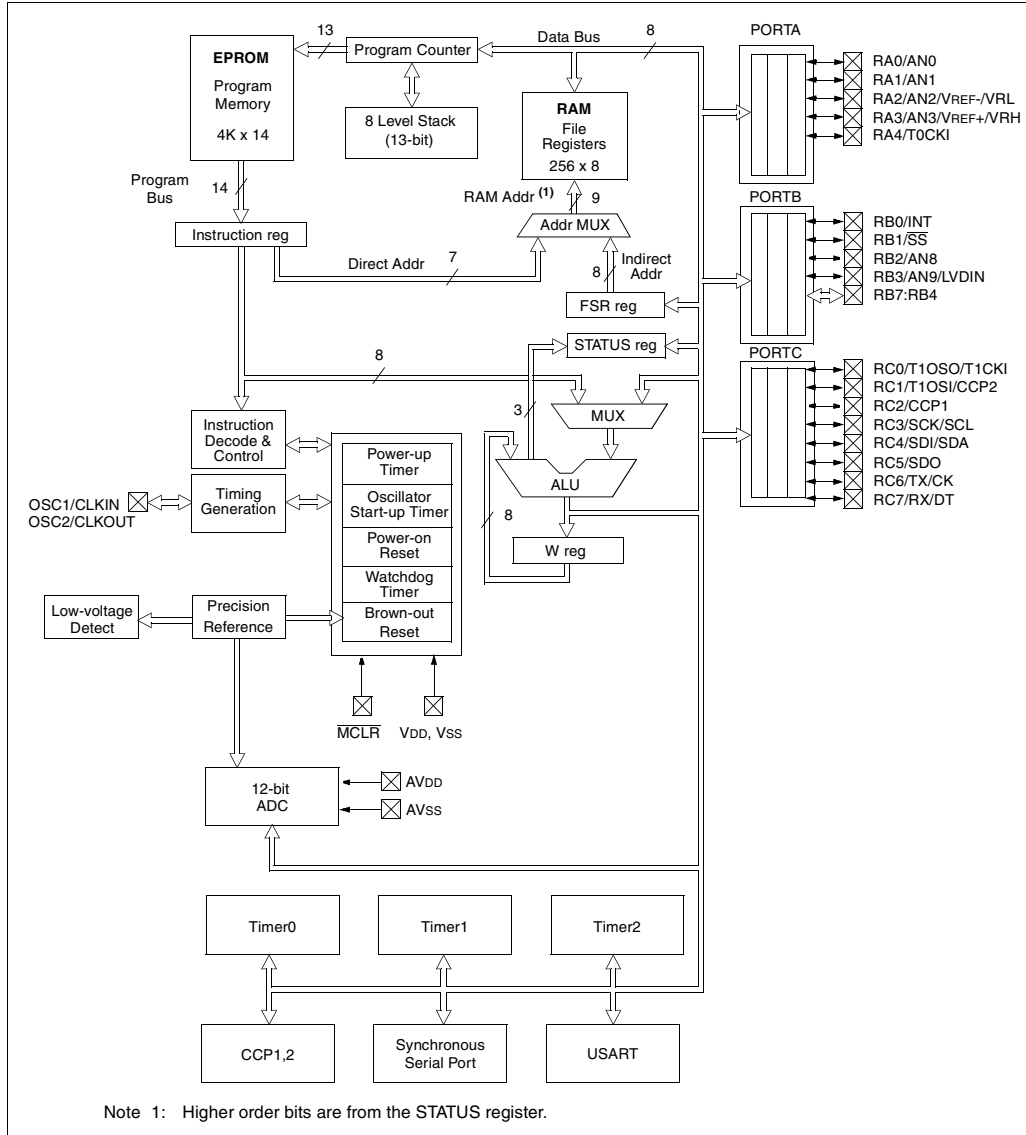 EPROM
Program
Memory
4K x 14
13
Program Counter
8 Level Stack
(13-bit)
Data Bus
8
RAM
File
Registers
256 x 8
Program
Bus
14
Instruction reg
RAM Addr (1)
9
Addr MUX
Direct Addr
7
8
Indirect
Addr
FSR reg
STATUS reg
8
3
MUX
ALU
8
W reg
Instruction
Decode &
Control
Timing
Generation
OSC1/CLKIN
OSC2/CLKOUT
Power-up
Timer
Oscillator
Start-up Timer
Power-on
Reset
Watchdog
Timer
Brown-out
Reset
Low-voltage
Detect
Precision
Reference
MCLR
VDD, VSS
12-bit
ADC
AVDD
AVSS
PORTA
RA0/AN0
RA1/AN1
RA2/AN2/VREF-/VRL
RA3/AN3/VREF+/VRH
RA4/T0CKI
PORTB
RB0/INT
RB1/SS
RB2/AN8
RB3/AN9/LVDIN
RB7:RB4
PORTC
RC0/T1OSO/T1CKI
RC1/T1OSI/CCP2
RC2/CCP1
RC3/SCK/SCL
RC4/SDI/SDA
RC5/SDO
RC6/TX/CK
RC7/RX/DT
Timer0
Timer1
Timer2
CCP1,2
Synchronous
Serial Port
USART
Note 1: Higher order bits are from the STATUS register.